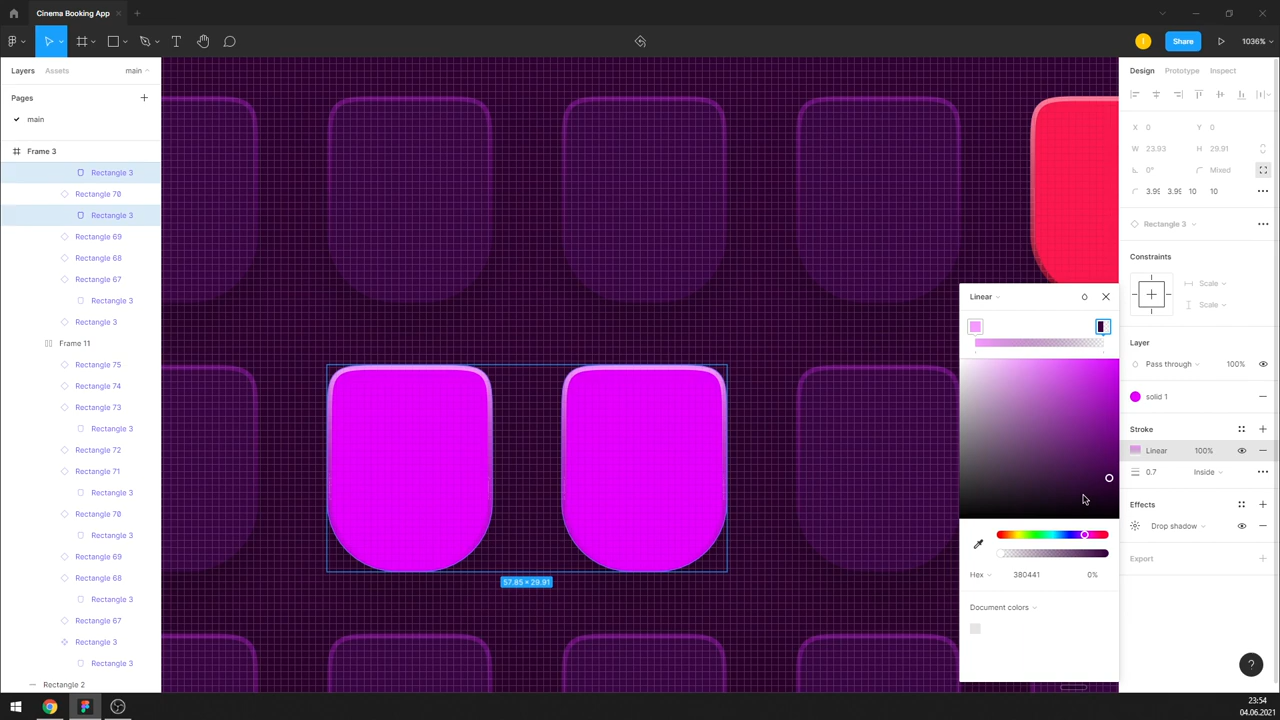 Cinema Booking App
Share
1036%
Layers
Assets
main
Pages
main
Frame 3
Rectangle 3
Rectangle 70
Rectangle 3
Rectangle 69
Rectangle 68
Rectangle 67
Rectangle 3
Rectangle 3
Frame 11
Rectangle 75
Rectangle 74
Rectangle 73
Rectangle 3
Rectangle 72
Rectangle 71
Rectangle 3
Rectangle 70
Rectangle 3
Rectangle 69
Rectangle 68
Rectangle 3
Rectangle 67
Rectangle 3
Rectangle 3
Rectangle 2
57.85 × 29.91
Linear
Hex 380441 0%
Document colors
Design Prototype Inspect
X 0 Y 0
W 23.93 H 29.91
0° Mixed
3.99 3.99 10 10
Rectangle 3
Constraints
Scale
Scale
Layer
Pass through 100%
solid 1
Stroke
Linear 100%
0.7 Inside
Effects
Drop shadow
Export
?
23:54
04.06.2021